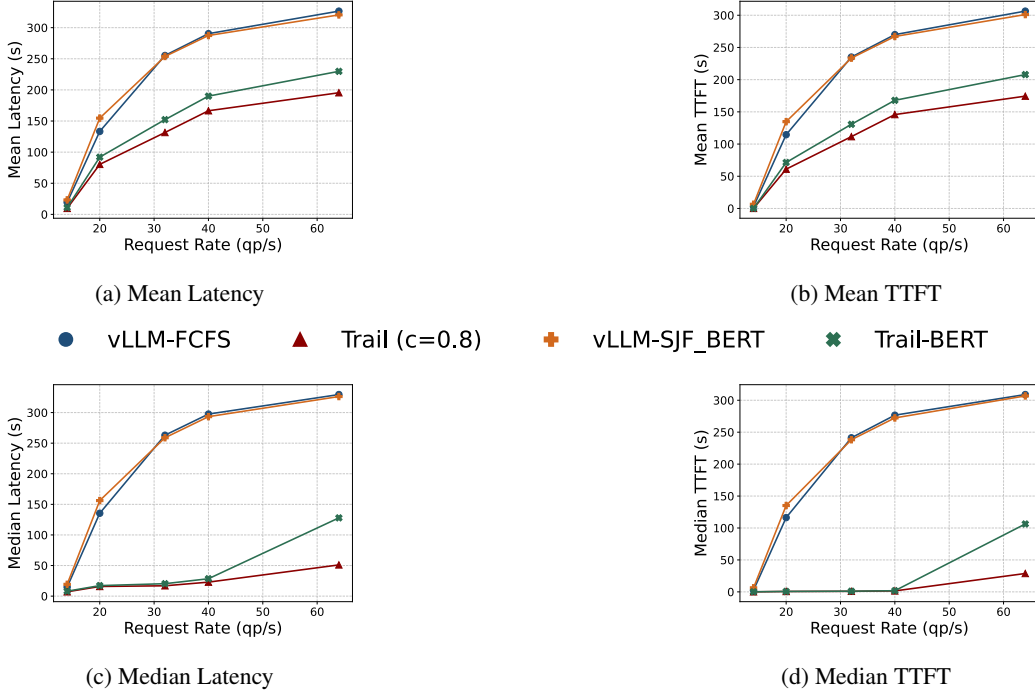 300
250
200
150
100
50
0
Mean Latency (s)
20 30 40 50 60
Request Rate (qp/s)
(a) Mean Latency
300
250
200
150
100
50
0
Mean TTFT (s)
20 30 40 50 60
Request Rate (qp/s)
(b) Mean TTFT
vLLM-FCFS Trail (c=0.8) vLLM-SJF_BERT Trail-BERT
300
250
200
150
100
50
0
Median Latency (s)
20 30 40 50 60
Request Rate (qp/s)
(c) Median Latency
300
250
200
150
100
50
0
Median TTFT (s)
20 30 40 50 60
Request Rate (qp/s)
(d) Median TTFT